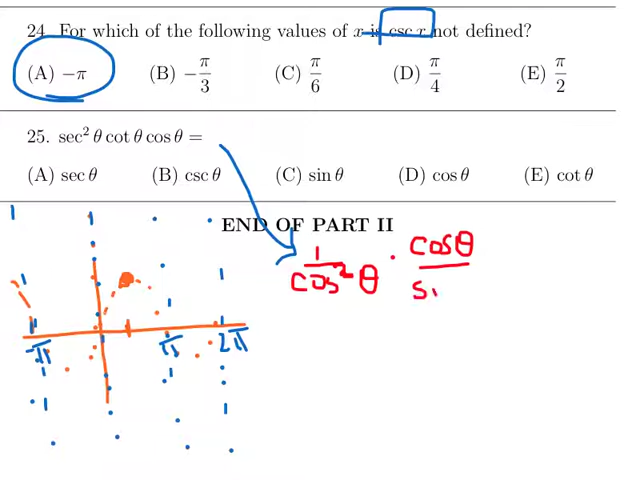 24. For which of the following values of x is csc x not defined?
(A) −π (B) −π/3 (C) π/6 (D) π/4 (E) π/2
25. sec² θ cot θ cos θ =
(A) sec θ (B) csc θ (C) sin θ (D) cos θ (E) cot θ
END OF PART II
1/cos² θ · cos θ/si
-π π 2π